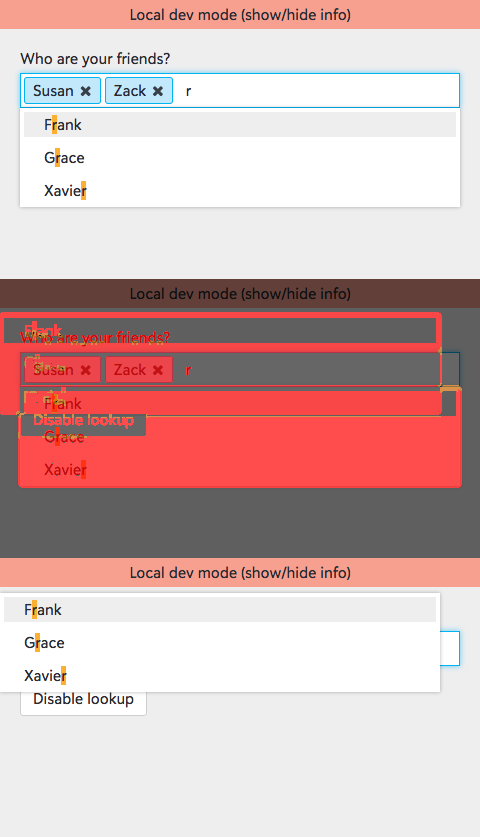 Local dev mode (show/hide info)
Who are your friends?
Susan ✖ Zack ✖ r
Frank
Grace
Xavier
Local dev mode (show/hide info)
Frank
Who are your friends?
Susan ✖ Zack ✖ r
Frank
Disable lookup
Grace
Xavier
Local dev mode (show/hide info)
Frank
Grace
Xavier
Disable lookup